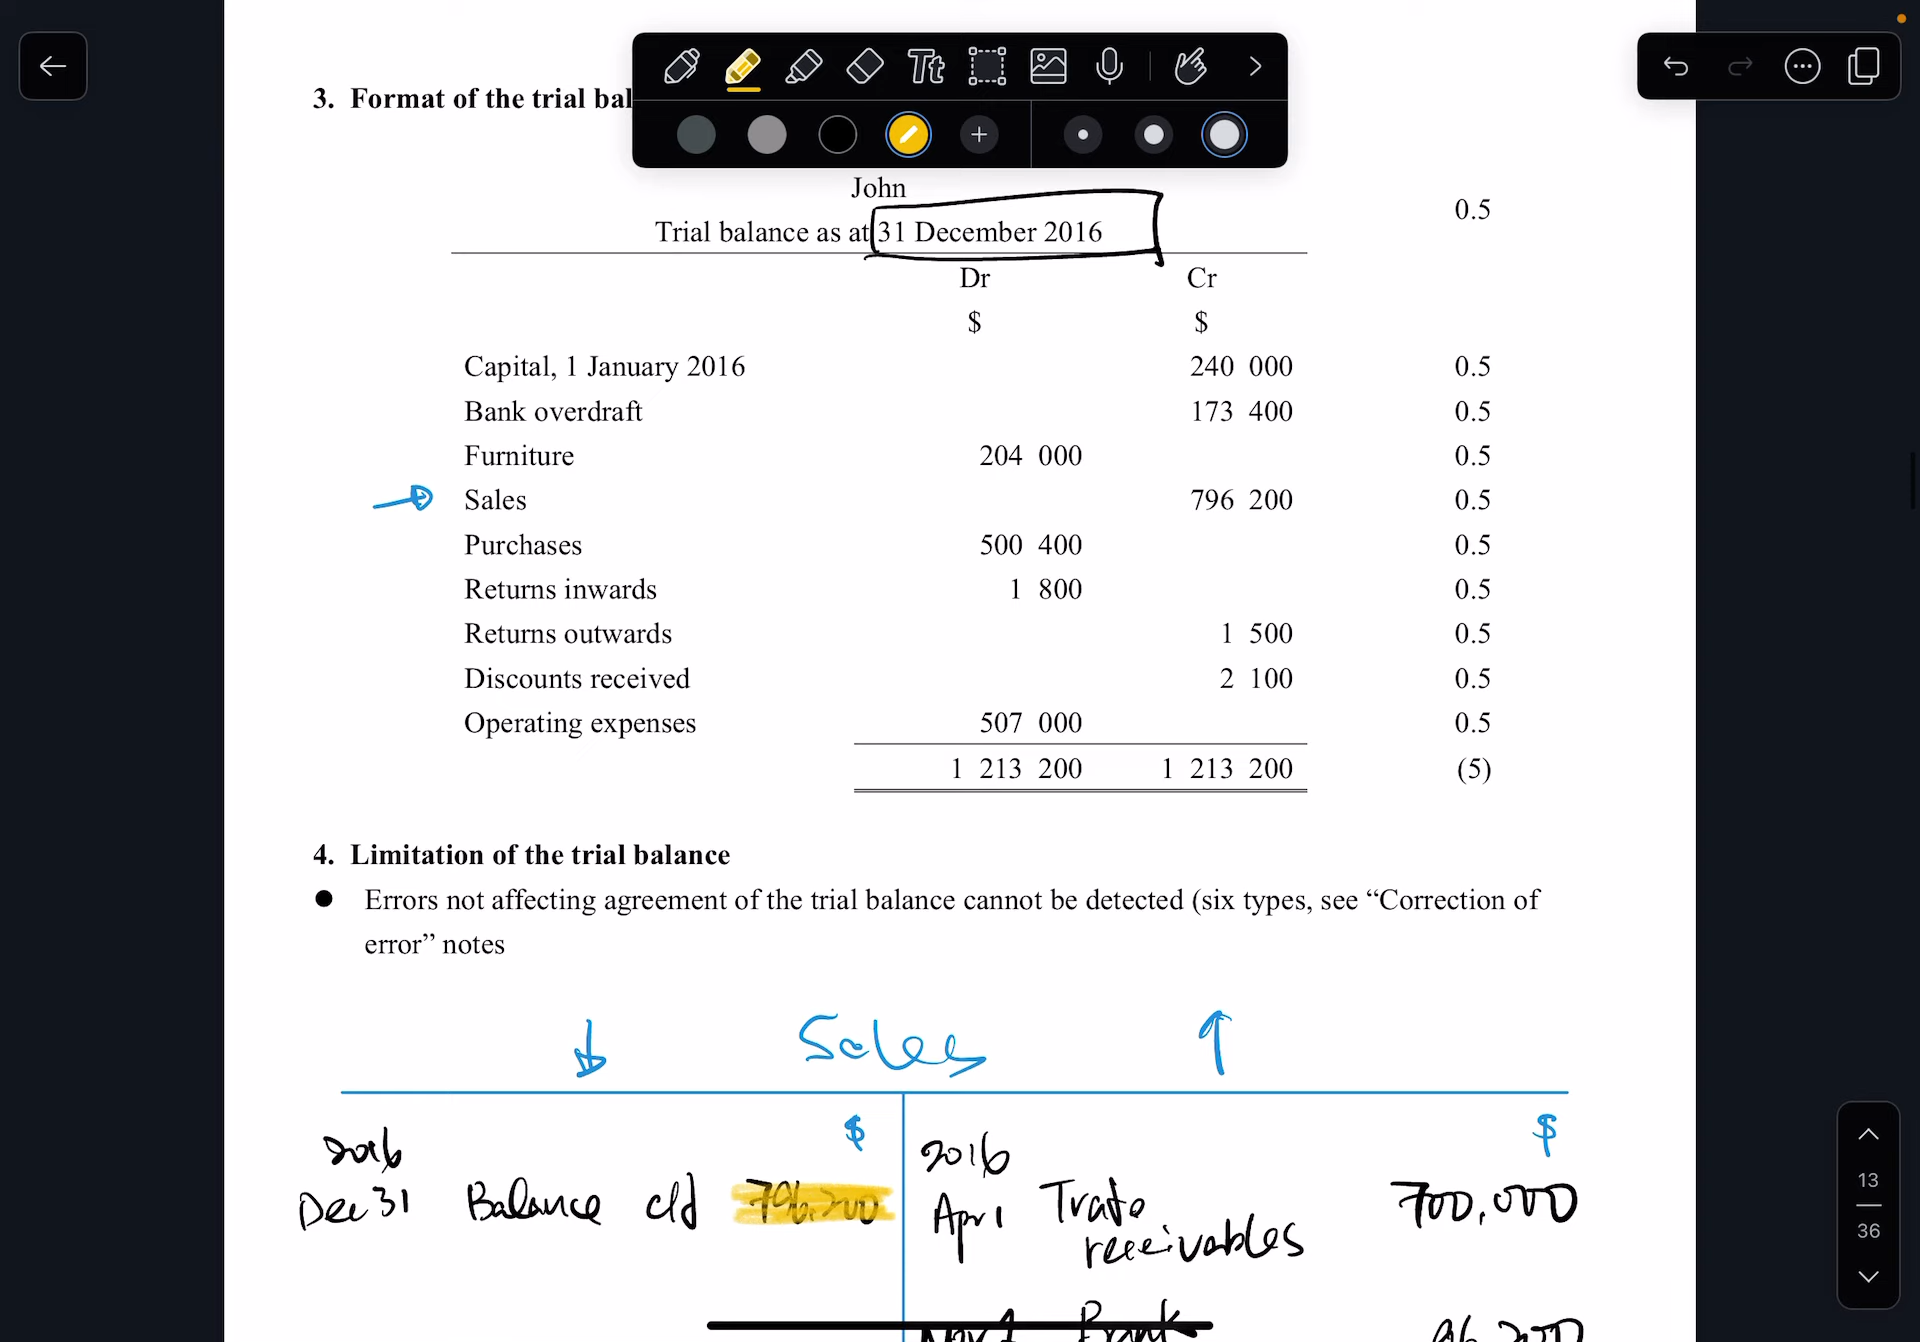 Tt
3. Format of the trial bal
John
Trial balance as at 31 December 2016 0.5
Dr Cr
$ $
Capital, 1 January 2016 240 000 0.5
Bank overdraft 173 400 0.5
Furniture 204 000 0.5
Sales 796 200 0.5
Purchases 500 400 0.5
Returns inwards 1 800 0.5
Returns outwards 1 500 0.5
Discounts received 2 100 0.5
Operating expenses 507 000 0.5
1 213 200 1 213 200 (5)
4. Limitation of the trial balance
● Errors not affecting agreement of the trial balance cannot be detected (six types, see “Correction of
error” notes
Sales
$ $
2016 2016
Dec 31 Balance c/d 796,200 Apr 1 Trade 700,000
receivables
Bank 96,200
13
36